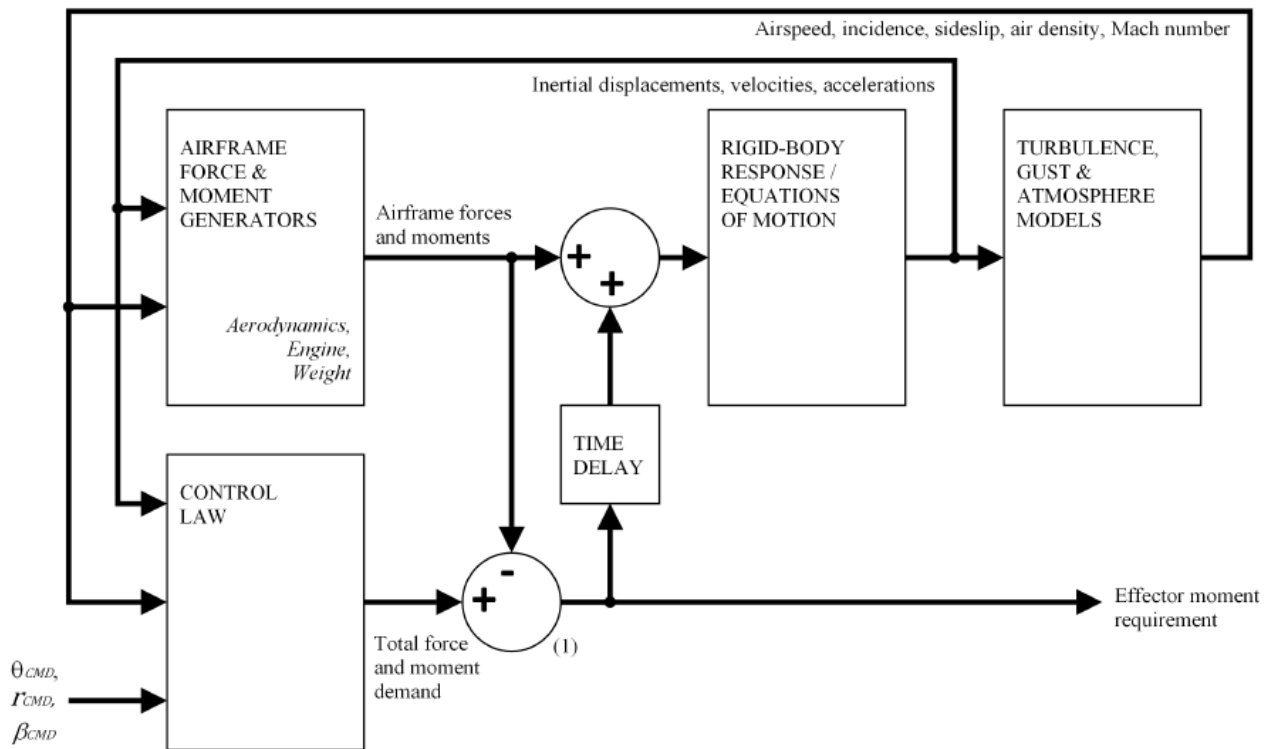 Airspeed, incidence, sideslip, air density, Mach number
Inertial displacements, velocities, accelerations
AIRFRAME
FORCE &
MOMENT
GENERATORS
Aerodynamics,
Engine,
Weight
Airframe forces
and moments
+
+
RIGID-BODY
RESPONSE /
EQUATIONS
OF MOTION
TURBULENCE,
GUST &
ATMOSPHERE
MODELS
TIME
DELAY
CONTROL
LAW
-
+
(1)
Total force
and moment
demand
Effector moment
requirement
θCMD,
rCMD,
βCMD